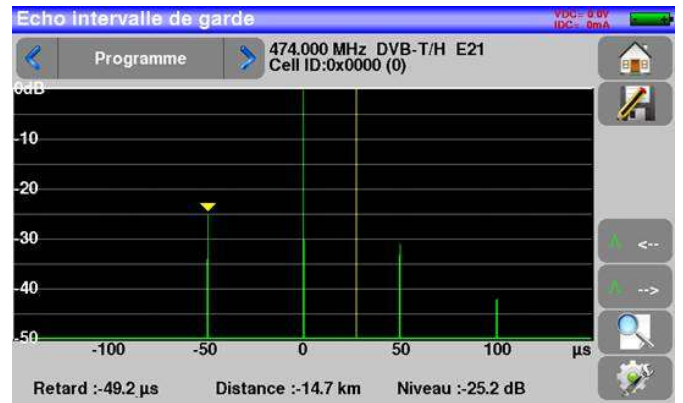 Echo intervalle de garde
VDC= 0.0V
IDC= 0mA
Programme
474.000 MHz DVB-T/H E21
Cell ID:0x0000 (0)
0dB
-10
-20
-30
-40
-50
-100 -50 0 50 100 µs
<--
-->
Retard :-49.2 µs Distance :-14.7 km Niveau :-25.2 dB